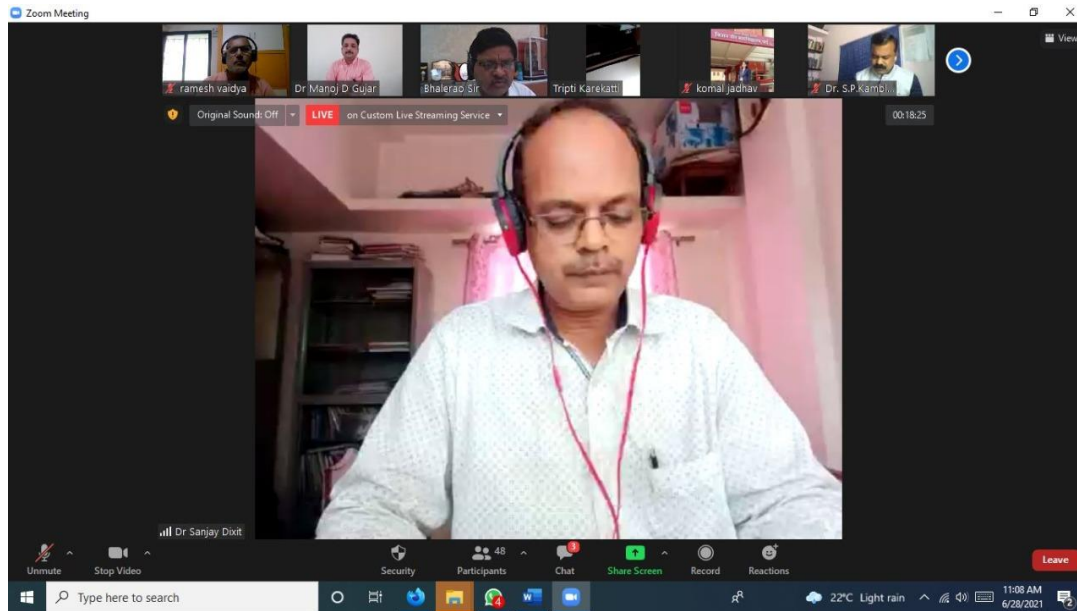 Zoom Meeting
View
ramesh vaidya
Dr Manoj D Gujar
Bhalerao Sir
Tripti Karekatti
komal jadhav
Dr. S.P.Kambl...
Original Sound: Off
LIVE on Custom Live Streaming Service
00:18:25
Dr Sanjay Dixit
Unmute
Stop Video
Security
48
Participants
3
Chat
Share Screen
Record
Reactions
Leave
Type here to search
4
22°C Light rain
11:08 AM
6/28/2021
2